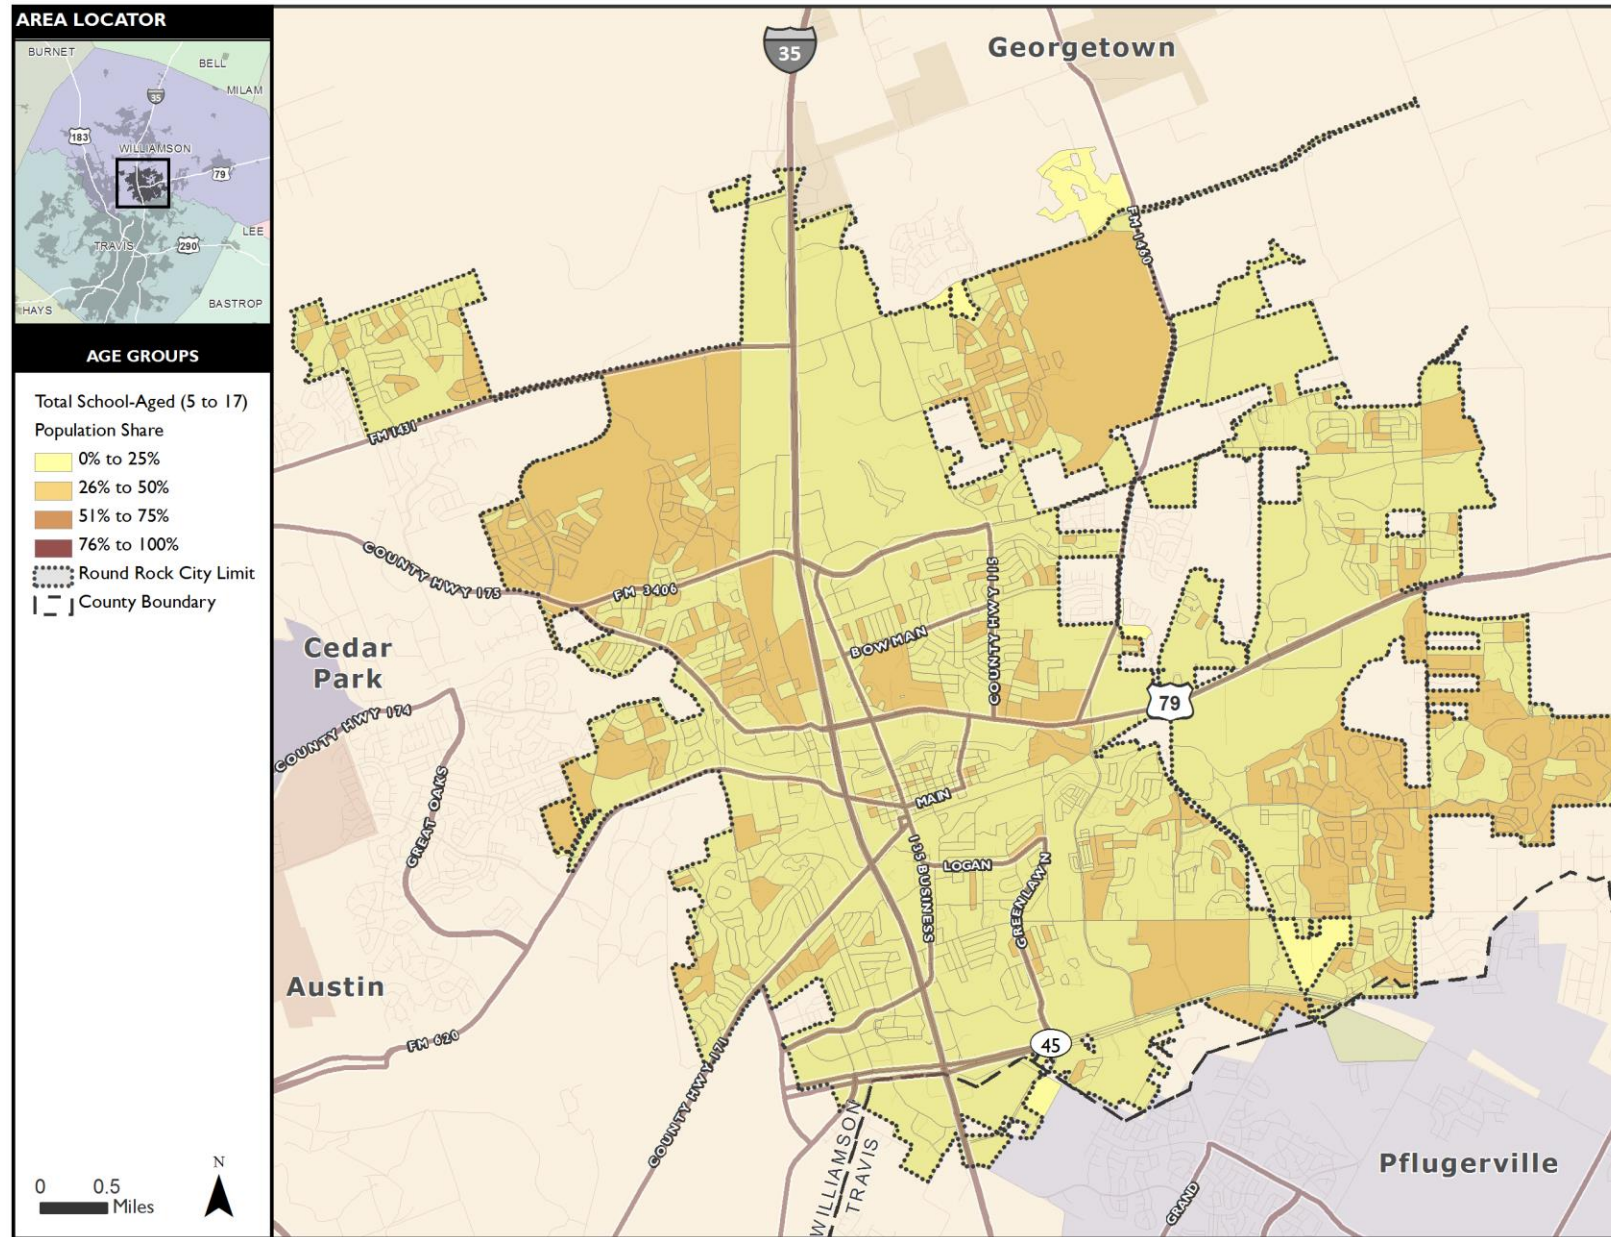 AREA LOCATOR
BURNET
BELL
MILAM
35
183
WILLIAMSON
79
LEE
TRAVIS
290
HAYS
BASTROP
AGE GROUPS
Total School-Aged (5 to 17)
Population Share
0% to 25%
26% to 50%
51% to 75%
76% to 100%
Round Rock City Limit
County Boundary
0 0.5
Miles
N
35
Georgetown
FM 1460
FM 1431
COUNTY HWY 175
FM 3406
BOWMAN
COUNTY HWY 115
Cedar
Park
79
COUNTY HWY 174
GREAT OAKS
MAIN
I35 BUSINESS
LOGAN
GREENLAWN
Austin
FM 620
45
COUNTY HWY 171
WILLIAMSON
TRAVIS
Pflugerville
GRAND